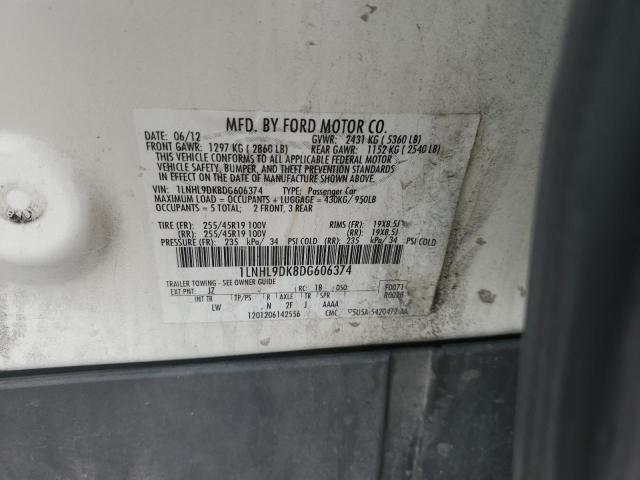 MFD. BY FORD MOTOR CO.
DATE: 06/12 GVWR: 2431 KG ( 5360 LB)
FRONT GAWR: 1297 KG ( 2860 LB) REAR GAWR: 1152 KG ( 2540 LB)
THIS VEHICLE CONFORMS TO ALL APPLICABLE FEDERAL MOTOR
VEHICLE SAFETY, BUMPER, AND THEFT PREVENTION STANDARDS
IN EFFECT ON THE DATE OF MANUFACTURE SHOWN ABOVE.
VIN: 1LNHL9DK8DG606374 TYPE: Passenger Car
MAXIMUM LOAD = OCCUPANTS + LUGGAGE = 430KG/ 950LB
OCCUPANTS = 5 TOTAL; 2 FRONT, 3 REAR
TIRE (FR): 255/45R19 100V RIMS (FR): 19X8.5J
(RR): 255/45R19 100V (RR): 19X8.5J
PRESSURE (FR): 235 kPa/ 34 PSI COLD (RR): 235 kPa/ 34 PSI COLD
1LNHL9DK8DG606374
TRAILER TOWING - SEE OWNER GUIDE
EXT PNT: JZ RC: 18 DSO: F0071
INT TR TP/PS R AXLE TR SPR R0026
LW N 2F J AAAA
1201206142556 CMC